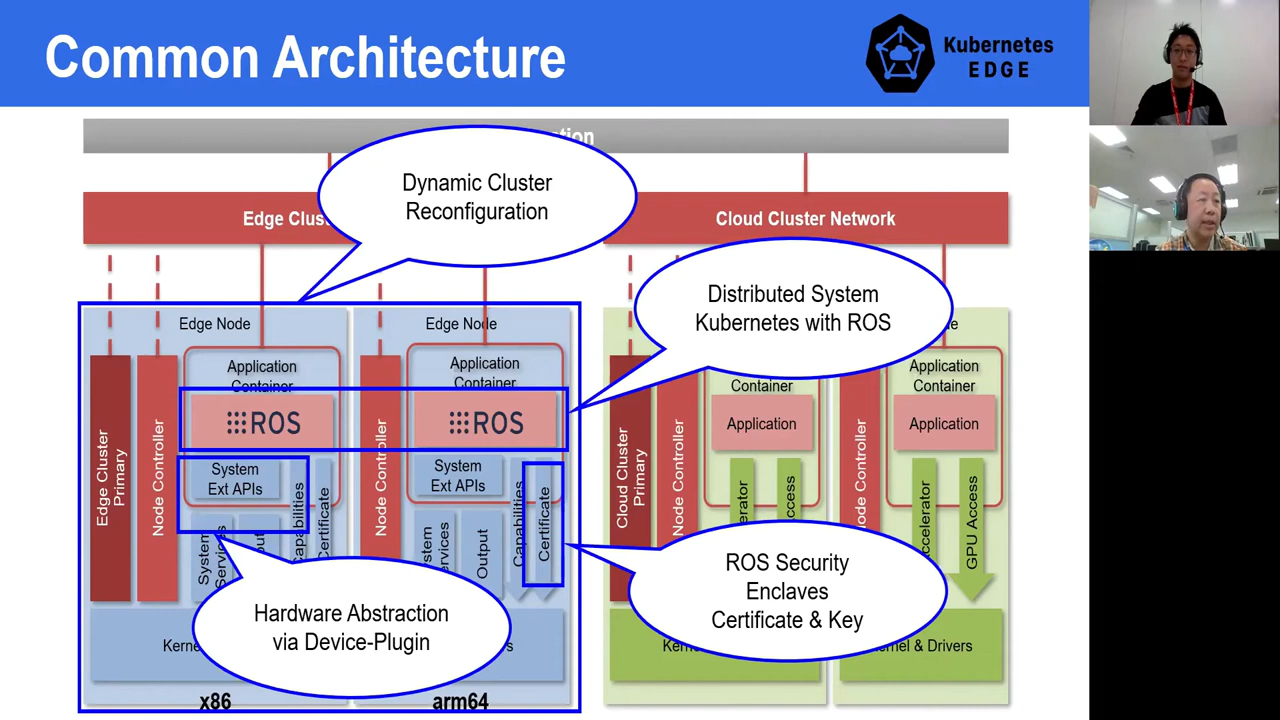 Common Architecture
Kubernetes
EDGE
Dynamic Cluster
Reconfiguration
Edge
Cloud Cluster Network
Distributed System
Kubernetes with ROS
Edge Node
Edge Node
Application
Container
Application
Container
Container
Application
Container
ROS
ROS
Application
Application
Edge Cluster
Primary
Node Controller
Node Controller
Cloud Cluster
Primary
Node Controller
Node Controller
System
Ext APIs
System
Ext APIs
Capabilities
Certificate
Capabilities
Certificate
System
Services
Services
Output
GPU Access
ROS Security
Enclaves
Certificate & Key
Hardware Abstraction
via Device-Plugin
& Drivers
x86
arm64